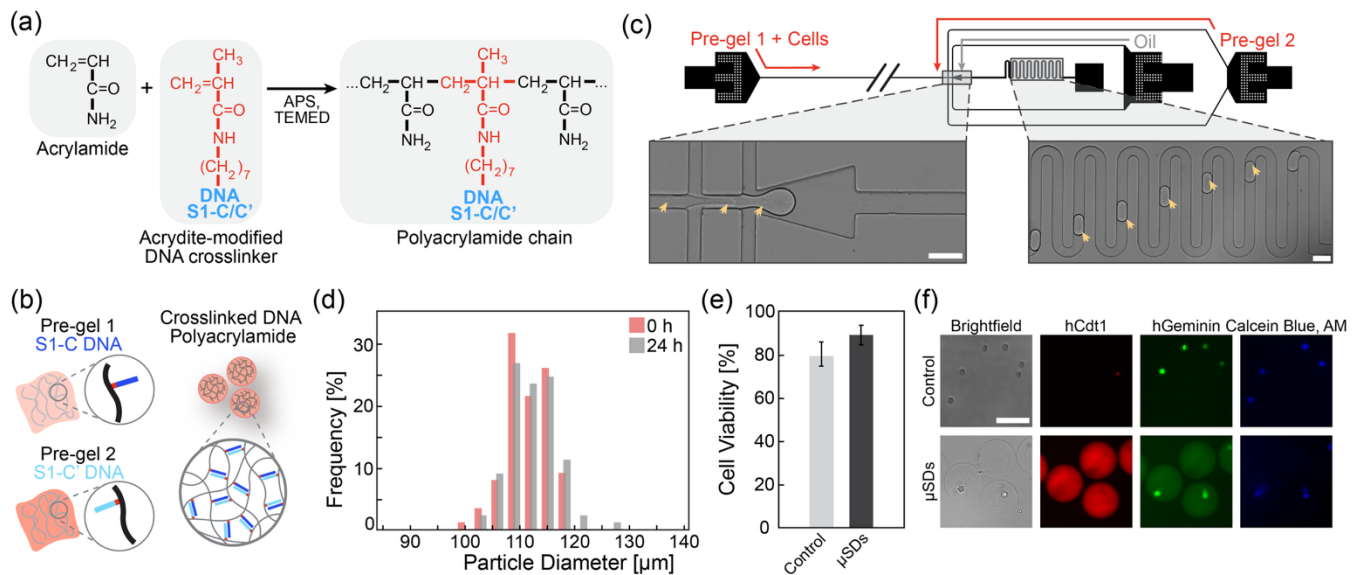 (a)
CH₂=CH
C=O
NH₂
Acrylamide
+
CH₃
CH₂=C
C=O
NH
(CH₂)₇
DNA
S1-C/C'
Acrydite-modified
DNA crosslinker
APS,
TEMED
CH₃
...CH₂-CH-CH₂-C-CH₂-CH-...
C=O C=O C=O
NH₂ NH NH₂
(CH₂)₇
DNA
S1-C/C'
Polyacrylamide chain
(b)
Pre-gel 1
S1-C DNA
Pre-gel 2
S1-C' DNA
Crosslinked DNA
Polyacrylamide
(c)
Pre-gel 1 + Cells
Oil
Pre-gel 2
(d)
Frequency [%]
30
20
10
0
90 100 110 120 130 140
Particle Diameter [µm]
0 h
24 h
(e)
Cell Viability [%]
100
80
60
40
20
0
Control
µSDs
(f)
Brightfield hCdt1 hGeminin Calcein Blue, AM
Control
µSDs